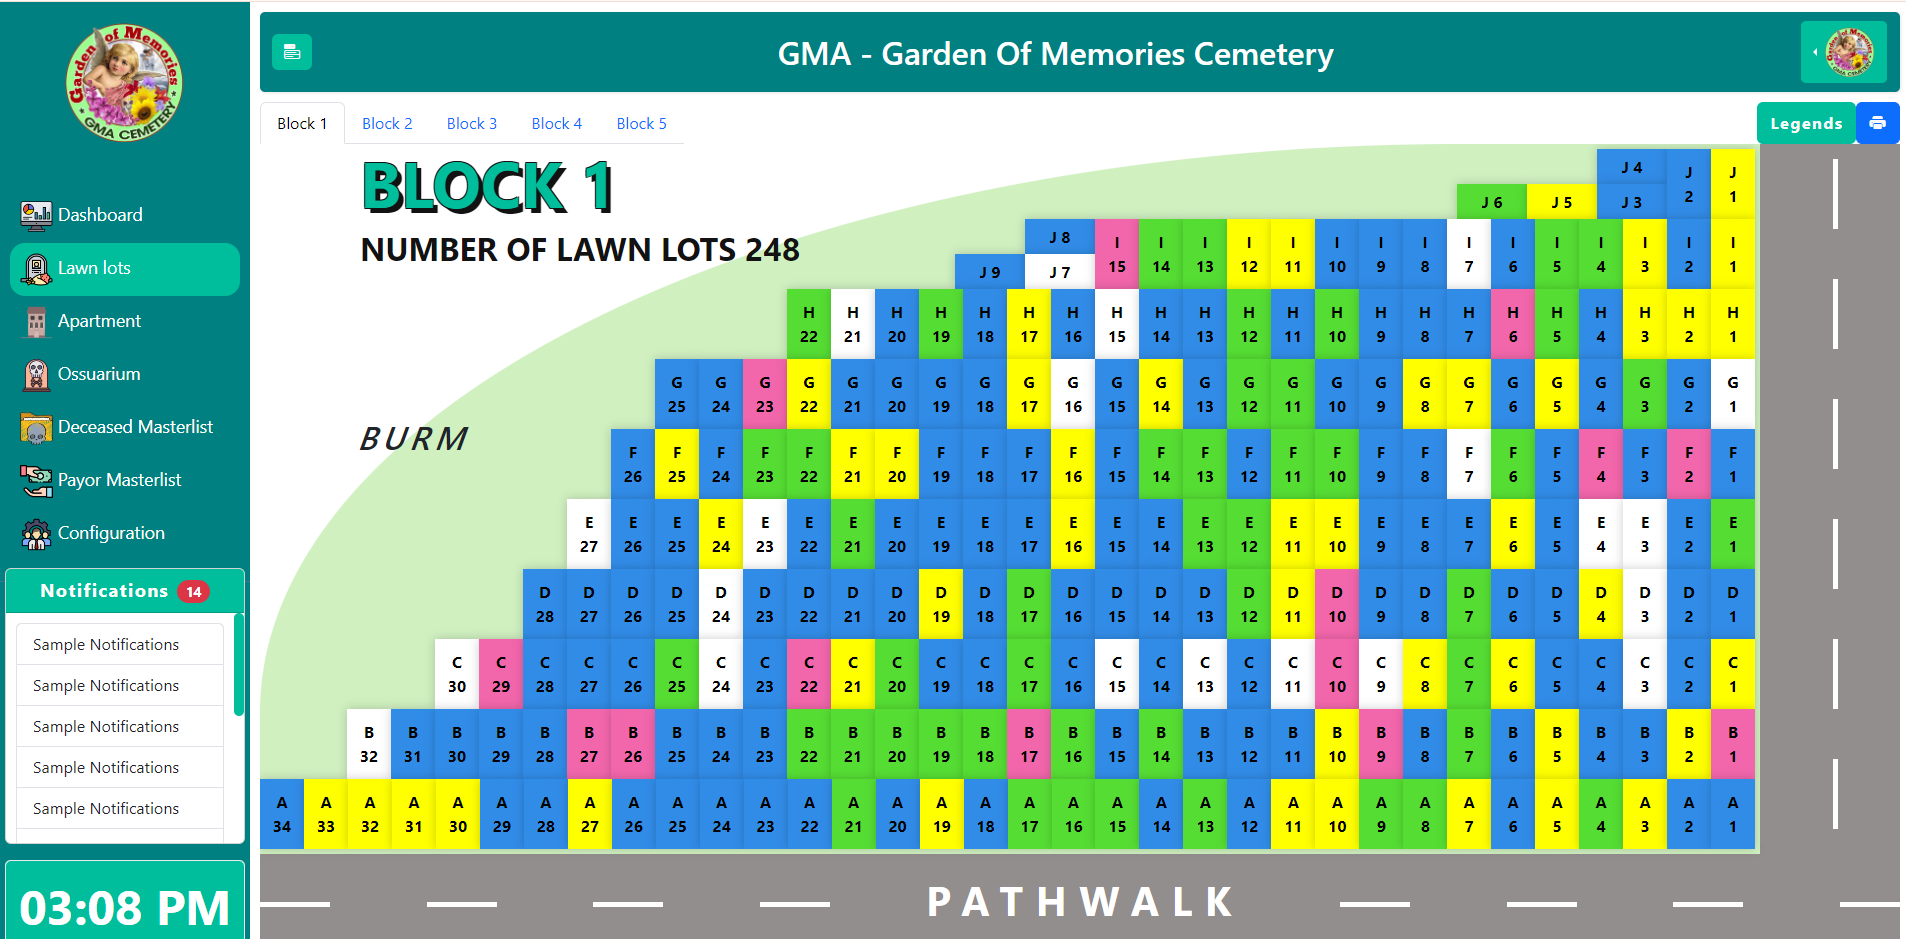 Garden of Memories
GMA CEMETERY
Dashboard
Lawn lots
Apartment
Ossuarium
Deceased Masterlist
Payor Masterlist
Configuration
Notifications 14
Sample Notifications
Sample Notifications
Sample Notifications
Sample Notifications
Sample Notifications
03:08 PM
GMA - Garden Of Memories Cemetery
Garden of Memories
GMA CEMETERY
Block 1 Block 2 Block 3 Block 4 Block 5
Legends
BLOCK 1
NUMBER OF LAWN LOTS 248
BURM
J 4 J 2 J 1
J 6 J 5 J 3
J 8
J 9 J 7
I 15 I 14 I 13 I 12 I 11 I 10 I 9 I 8 I 7 I 6 I 5 I 4 I 3 I 2 I 1
H 22 H 21 H 20 H 19 H 18 H 17 H 16 H 15 H 14 H 13 H 12 H 11 H 10 H 9 H 8 H 7 H 6 H 5 H 4 H 3 H 2 H 1
G 25 G 24 G 23 G 22 G 21 G 20 G 19 G 18 G 17 G 16 G 15 G 14 G 13 G 12 G 11 G 10 G 9 G 8 G 7 G 6 G 5 G 4 G 3 G 2 G 1
F 26 F 25 F 24 F 23 F 22 F 21 F 20 F 19 F 18 F 17 F 16 F 15 F 14 F 13 F 12 F 11 F 10 F 9 F 8 F 7 F 6 F 5 F 4 F 3 F 2 F 1
E 27 E 26 E 25 E 24 E 23 E 22 E 21 E 20 E 19 E 18 E 17 E 16 E 15 E 14 E 13 E 12 E 11 E 10 E 9 E 8 E 7 E 6 E 5 E 4 E 3 E 2 E 1
D 28 D 27 D 26 D 25 D 24 D 23 D 22 D 21 D 20 D 19 D 18 D 17 D 16 D 15 D 14 D 13 D 12 D 11 D 10 D 9 D 8 D 7 D 6 D 5 D 4 D 3 D 2 D 1
C 30 C 29 C 28 C 27 C 26 C 25 C 24 C 23 C 22 C 21 C 20 C 19 C 18 C 17 C 16 C 15 C 14 C 13 C 12 C 11 C 10 C 9 C 8 C 7 C 6 C 5 C 4 C 3 C 2 C 1
B 32 B 31 B 30 B 29 B 28 B 27 B 26 B 25 B 24 B 23 B 22 B 21 B 20 B 19 B 18 B 17 B 16 B 15 B 14 B 13 B 12 B 11 B 10 B 9 B 8 B 7 B 6 B 5 B 4 B 3 B 2 B 1
A 34 A 33 A 32 A 31 A 30 A 29 A 28 A 27 A 26 A 25 A 24 A 23 A 22 A 21 A 20 A 19 A 18 A 17 A 16 A 15 A 14 A 13 A 12 A 11 A 10 A 9 A 8 A 7 A 6 A 5 A 4 A 3 A 2 A 1
PATHWALK